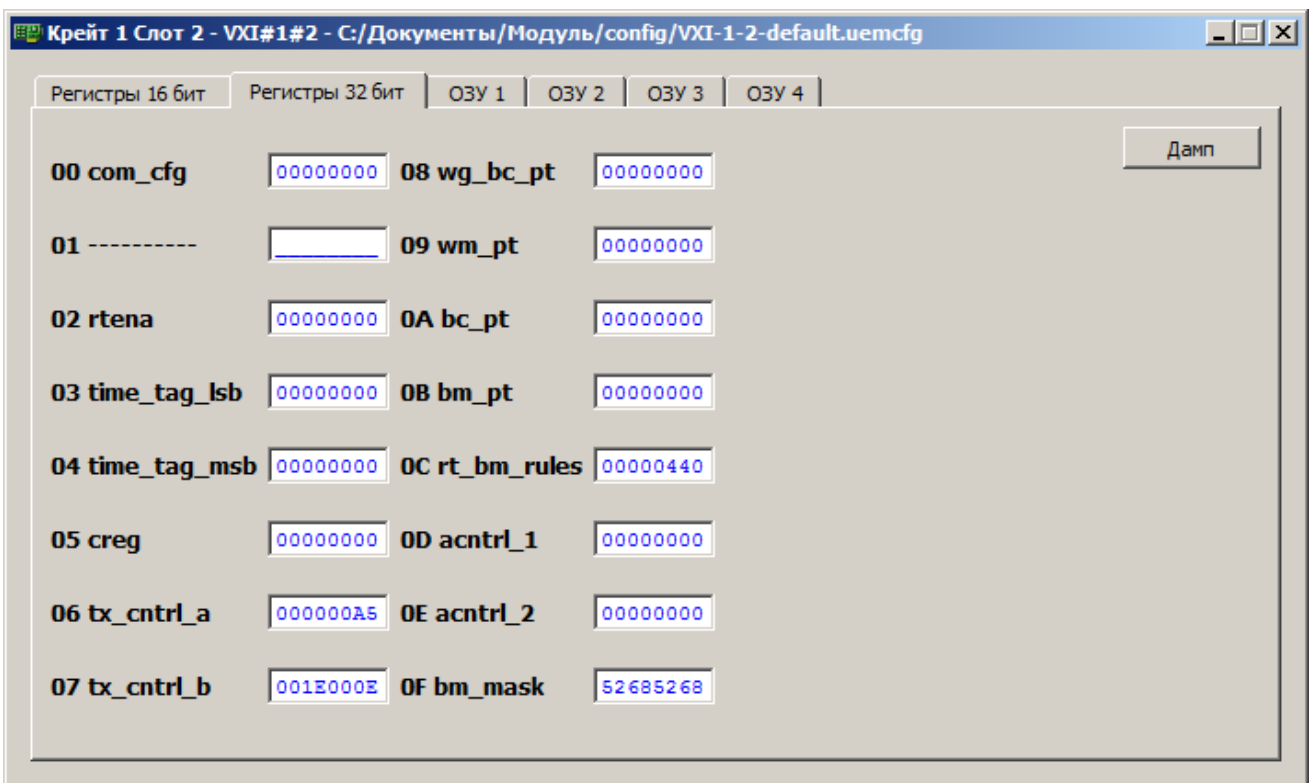 Крейт 1 Слот 2 - VXI#1#2 - C:/Документы/Модуль/config/VXI-1-2-default.uemcfg
Регистры 16 бит Регистры 32 бит ОЗУ 1 ОЗУ 2 ОЗУ 3 ОЗУ 4
Дамп
00 com_cfg 00000000 08 wg_bc_pt 00000000
01 ---------- ________ 09 wm_pt 00000000
02 rtena 00000000 0A bc_pt 00000000
03 time_tag_lsb 00000000 0B bm_pt 00000000
04 time_tag_msb 00000000 0C rt_bm_rules 00000440
05 creg 00000000 0D acntrl_1 00000000
06 tx_cntrl_a 000000A5 0E acntrl_2 00000000
07 tx_cntrl_b 001E000E 0F bm_mask 52685268